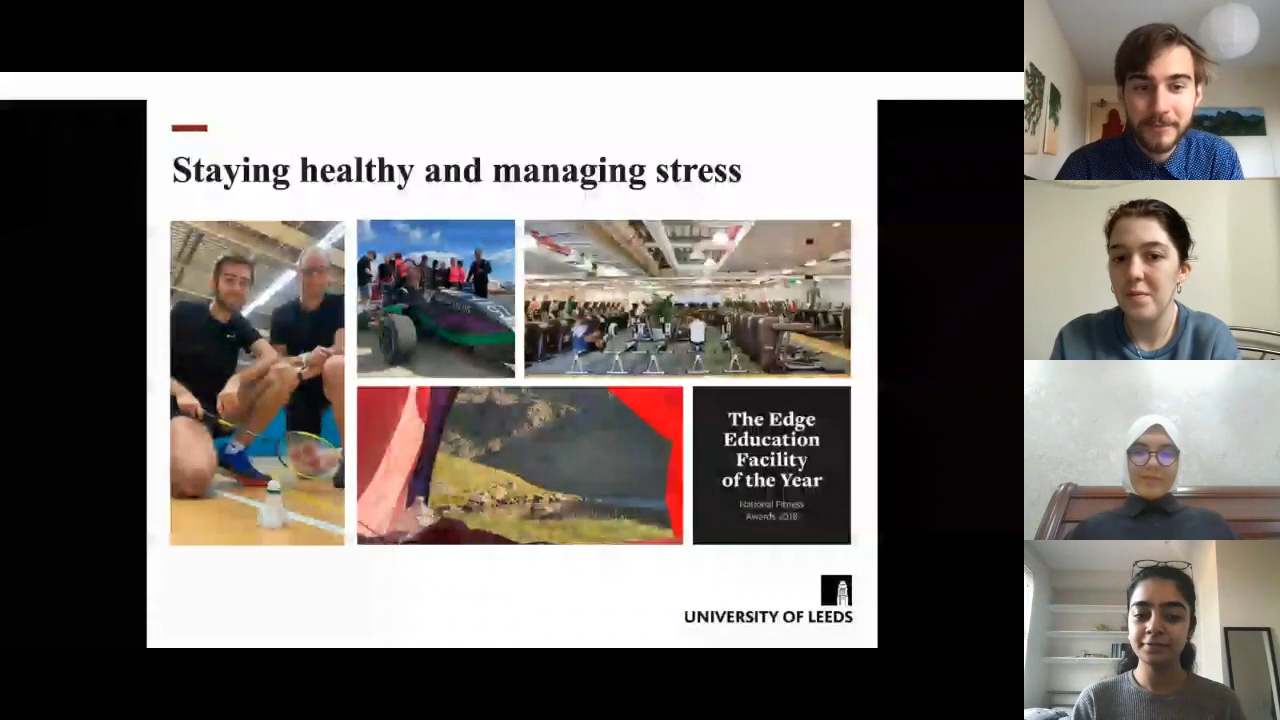 Staying healthy and managing stress
The Edge
Education
Facility
of the Year
National Fitness
Awards 2018
UNIVERSITY OF LEEDS